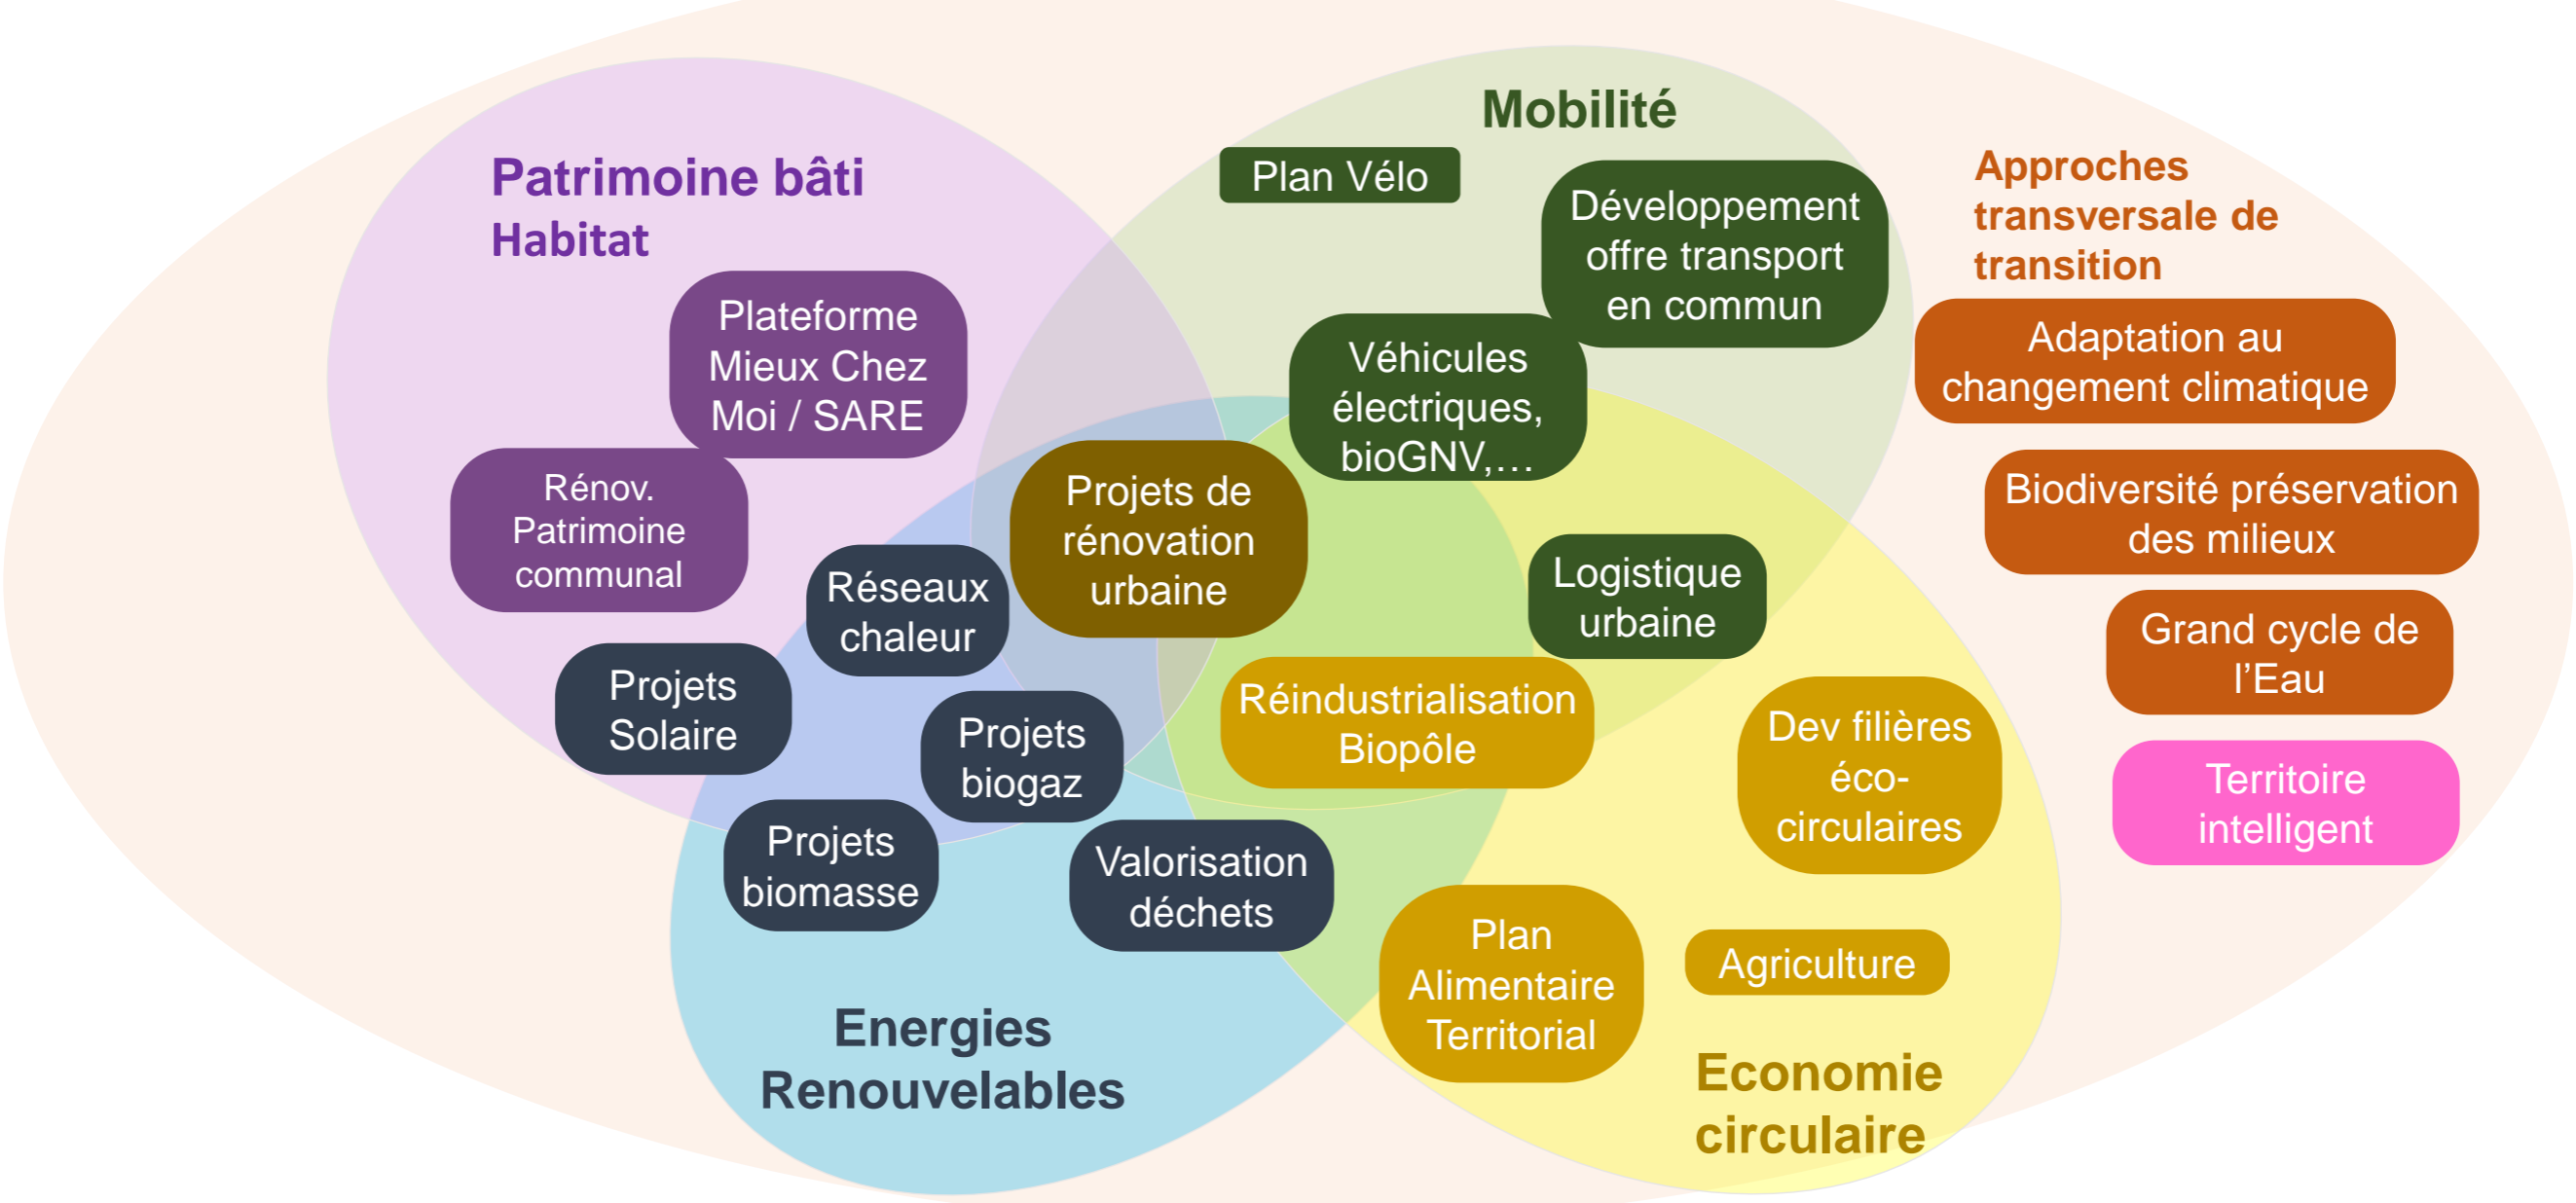 Patrimoine bâti
Habitat
Plateforme
Mieux Chez
Moi / SARE
Rénov.
Patrimoine
communal
Mobilité
Plan Vélo
Développement
offre transport
en commun
Véhicules
électriques,
bioGNV,…
Logistique
urbaine
Projets de
rénovation
urbaine
Réseaux
chaleur
Projets
Solaire
Projets
biogaz
Projets
biomasse
Valorisation
déchets
Energies
Renouvelables
Réindustrialisation
Biopôle
Dev filières
éco-
circulaires
Plan
Alimentaire
Territorial
Agriculture
Economie
circulaire
Approches
transversale de
transition
Adaptation au
changement climatique
Biodiversité préservation
des milieux
Grand cycle de
l’Eau
Territoire
intelligent